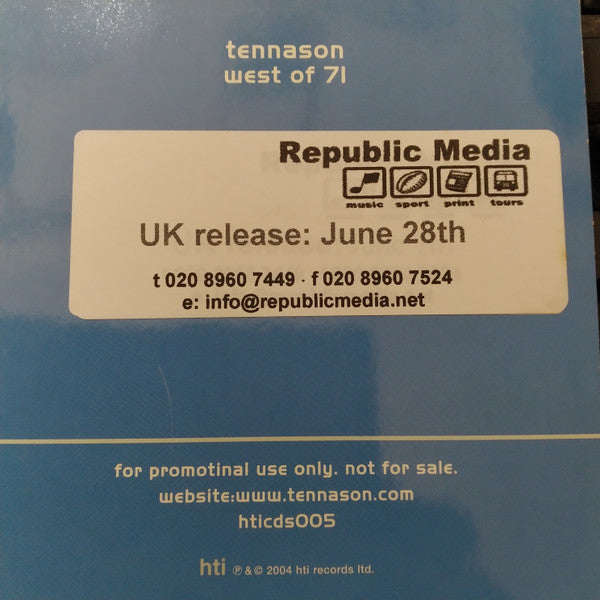 tennason
west of 71
Republic Media
music sport print tours
UK release: June 28th
t 020 8960 7449 · f 020 8960 7524
e: info@republicmedia.net
for promotinal use only. not for sale.
website:www.tennason.com
hticds005
hti ℗ & © 2004 hti records ltd.